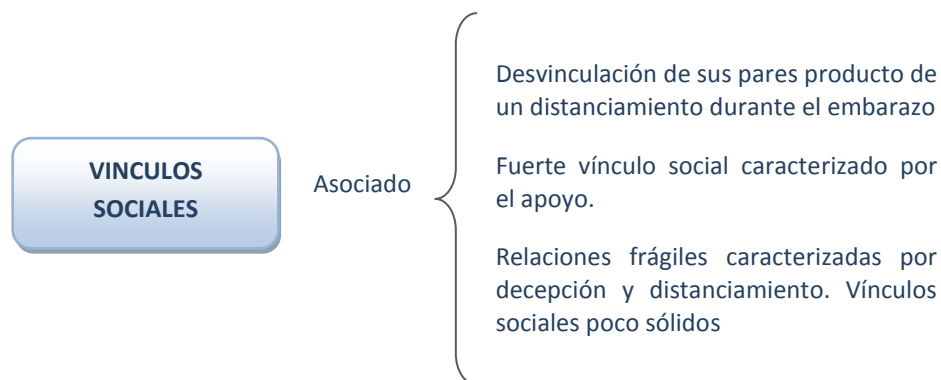 VINCULOS
SOCIALES
Asociado
Desvinculación de sus pares producto de
un distanciamiento durante el embarazo
Fuerte vínculo social caracterizado por
el apoyo.
Relaciones frágiles caracterizadas por
decepción y distanciamiento. Vínculos
sociales poco sólidos